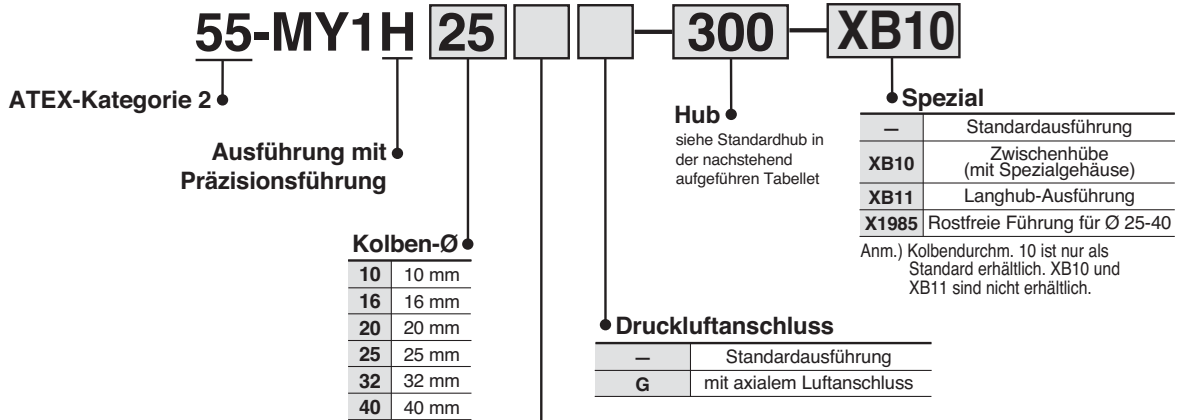 55-MY1H 25 – 300 – XB10
ATEX-Kategorie 2
Ausführung mit
Präzisionsführung
Kolben-Ø
10 10 mm
16 16 mm
20 20 mm
25 25 mm
32 32 mm
40 40 mm
Druckluftanschluss
– Standardausführung
G mit axialem Luftanschluss
Hub
siehe Standardhub in
der nachstehend
aufgeführen Tabellet
Spezial
– Standardausführung
XB10 Zwischenhübe
(mit Spezialgehäuse)
XB11 Langhub-Ausführung
X1985 Rostfreie Führung für Ø 25-40
Anm.) Kolbendurchm. 10 ist nur als
Standard erhältlich. XB10 und
XB11 sind nicht erhältlich.